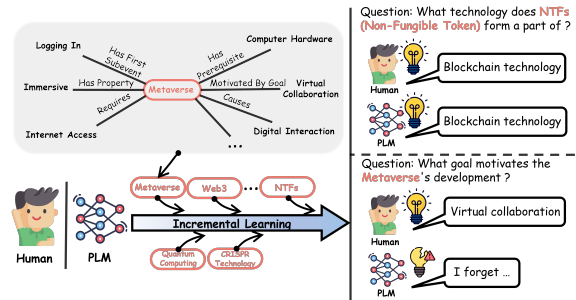 Logging In
Has First
Subevent
Has
Prerequisite
Computer Hardware
Immersive
Has Property
Metaverse
Motivated By Goal
Virtual
Collaboration
Requires
Causes
Internet Access
Digital Interaction
...
Metaverse
Web3
...
NTFs
Incremental Learning
Human
PLM
Quantum
Computing
CRISPR
Technology
Question: What technology does NTFs
(Non-Fungible Token) form a part of ?
Human
Blockchain technology
PLM
Blockchain technology
Question: What goal motivates the
Metaverse's development ?
Human
Virtual collaboration
PLM
I forget ...